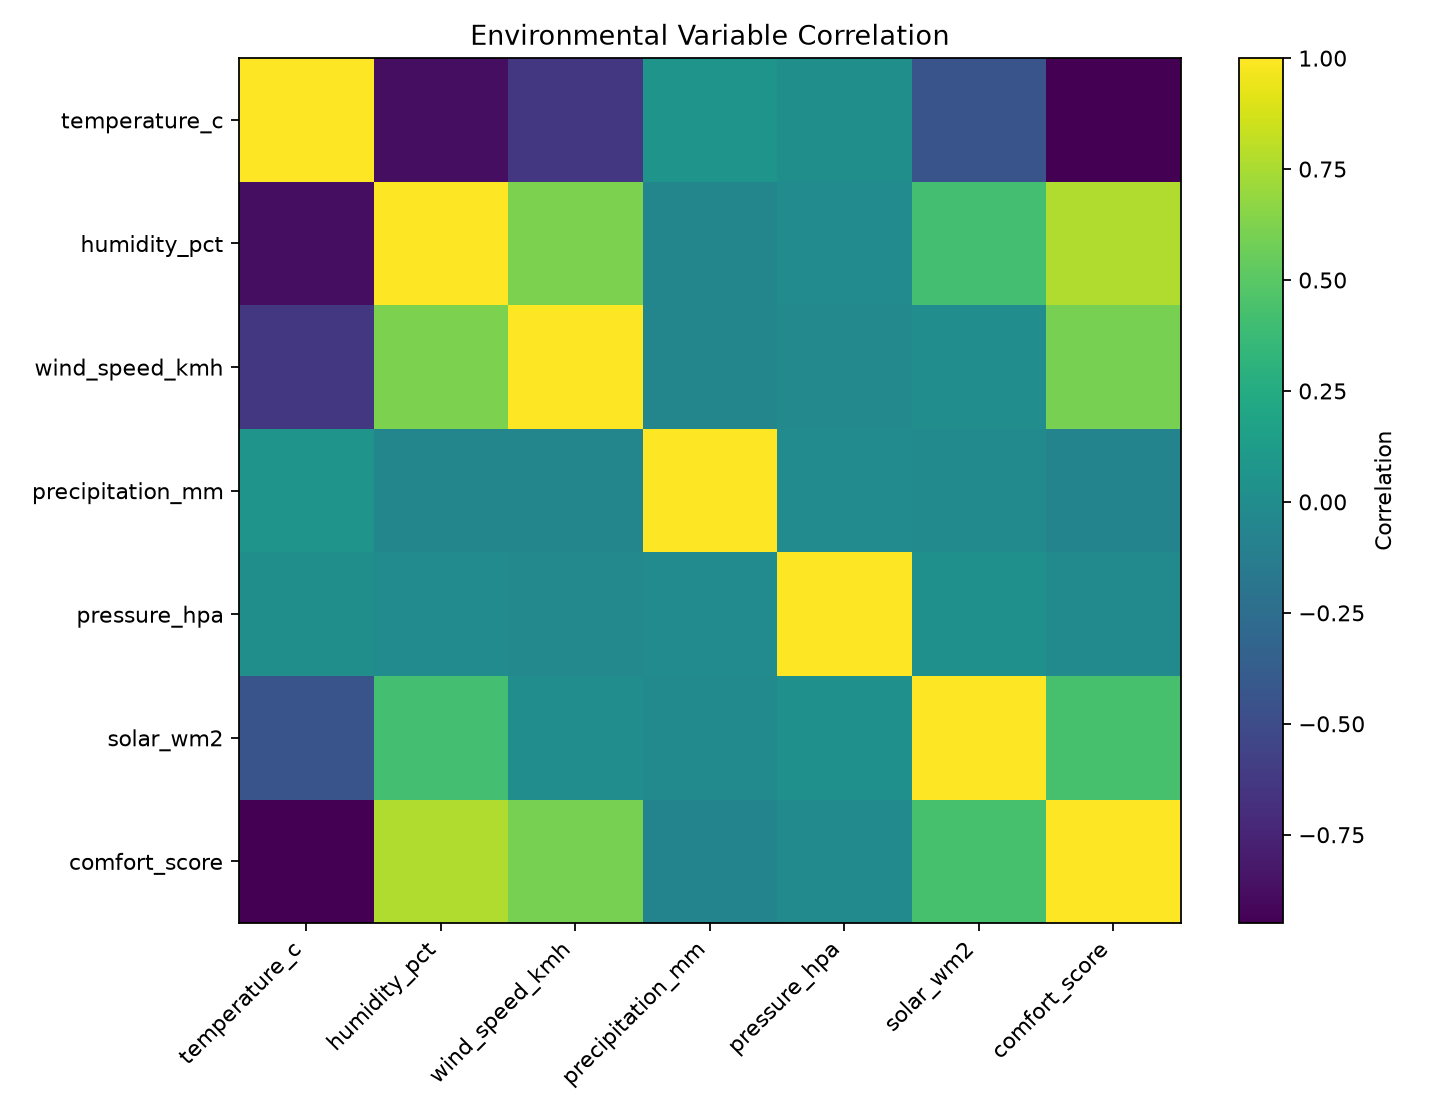 Environmental Variable Correlation
temperature_c
humidity_pct
wind_speed_kmh
precipitation_mm
pressure_hpa
solar_wm2
comfort_score
temperature_c
humidity_pct
wind_speed_kmh
precipitation_mm
pressure_hpa
solar_wm2
comfort_score
1.00
0.75
0.50
0.25
0.00
−0.25
−0.50
−0.75
Correlation